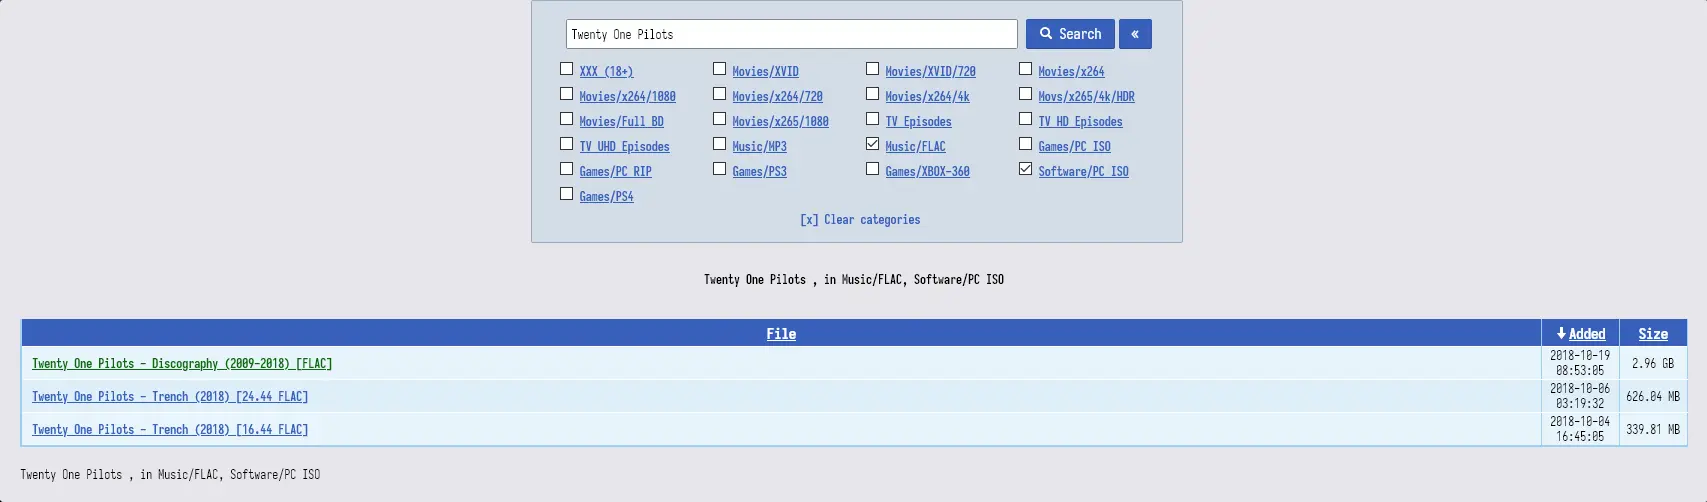 Twenty One Pilots
Search «
XXX (18+) Movies/XVID Movies/XVID/720 Movies/x264
Movies/x264/1080 Movies/x264/720 Movies/x264/4k Movs/x265/4k/HDR
Movies/Full BD Movies/x265/1080 TV Episodes TV HD Episodes
TV UHD Episodes Music/MP3 Music/FLAC Games/PC ISO
Games/PC RIP Games/PS3 Games/XBOX-360 Software/PC ISO
Games/PS4
[x] Clear categories
Twenty One Pilots , in Music/FLAC, Software/PC ISO
File Added Size
Twenty One Pilots - Discography (2009-2018) [FLAC] 2018-10-19 08:53:05 2.96 GB
Twenty One Pilots - Trench (2018) [24.44 FLAC] 2018-10-06 03:19:32 626.04 MB
Twenty One Pilots - Trench (2018) [16.44 FLAC] 2018-10-04 16:45:05 339.81 MB
Twenty One Pilots , in Music/FLAC, Software/PC ISO